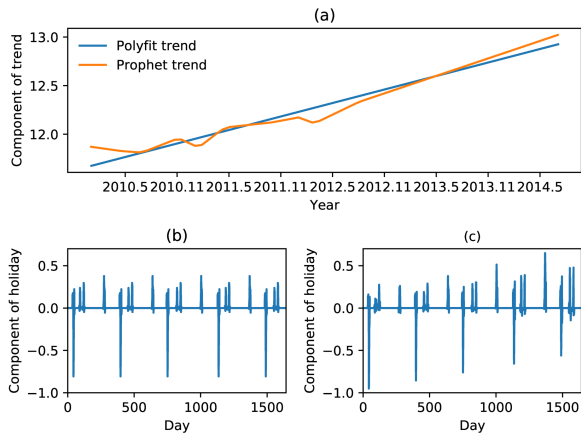 (a)
Component of trend
13.0
12.5
12.0
Polyfit trend
Prophet trend
2010.5 2010.11 2011.5 2011.11 2012.5 2012.11 2013.5 2013.11 2014.5
Year
(b)
Component of holiday
0.5
0.0
−0.5
−1.0
0 500 1000 1500
Day
(c)
Component of holiday
0.5
0.0
−0.5
−1.0
0 500 1000 1500
Day